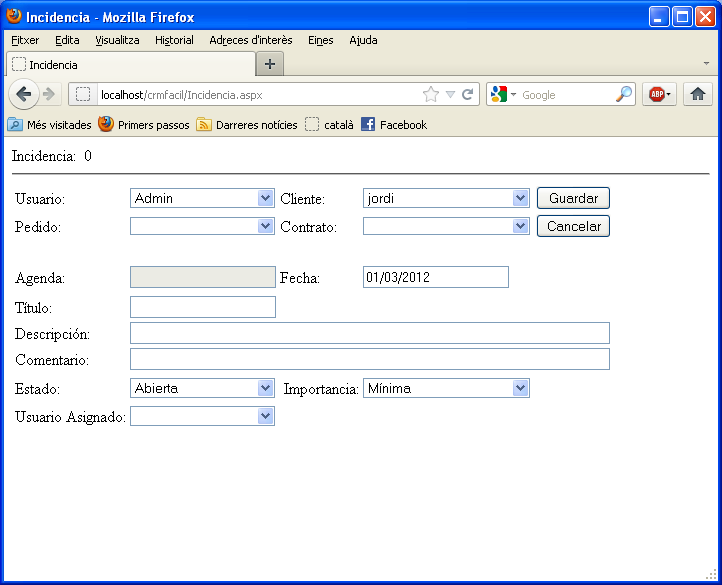 Incidencia - Mozilla Firefox
Fitxer Edita Visualitza Historial Adreces d'interès Eines Ajuda
Incidencia
localhost/crmfacil/Incidencia.aspx Google ABP
Més visitades Primers passos Darreres notícies català Facebook
Incidencia: 0
Usuario: Admin Cliente: jordi Guardar
Pedido: Contrato: Cancelar
Agenda: Fecha: 01/03/2012
Título:
Descripción:
Comentario:
Estado: Abierta Importancia: Mínima
Usuario Asignado: